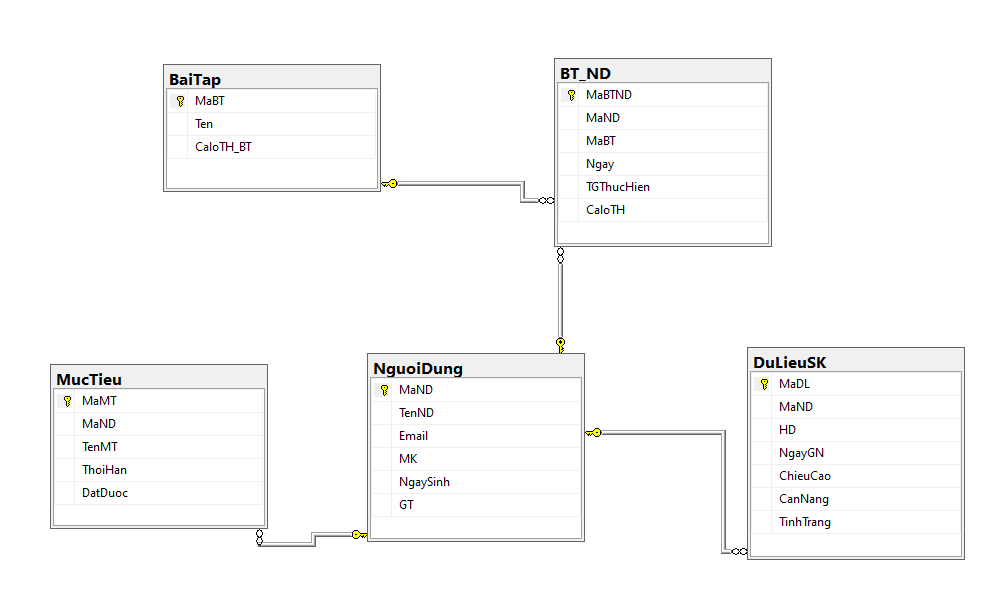 BaiTap
MaBT
Ten
CaloTH_BT
BT_ND
MaBTND
MaND
MaBT
Ngay
TGThucHien
CaloTH
MucTieu
MaMT
MaND
TenMT
ThoiHan
DatDuoc
NguoiDung
MaND
TenND
Email
MK
NgaySinh
GT
DuLieuSK
MaDL
MaND
HD
NgayGN
ChieuCao
CanNang
TinhTrang